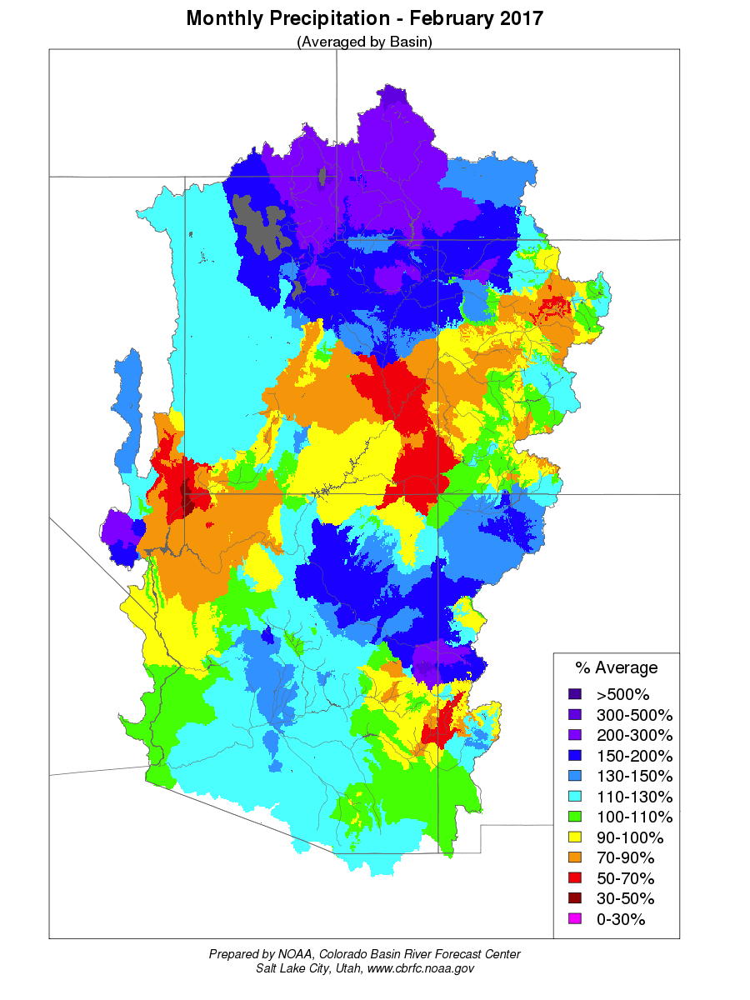 Monthly Precipitation - February 2017
(Averaged by Basin)
% Average
>500%
300-500%
200-300%
150-200%
130-150%
110-130%
100-110%
90-100%
70-90%
50-70%
30-50%
0-30%
Prepared by NOAA, Colorado Basin River Forecast Center
Salt Lake City, Utah, www.cbrfc.noaa.gov